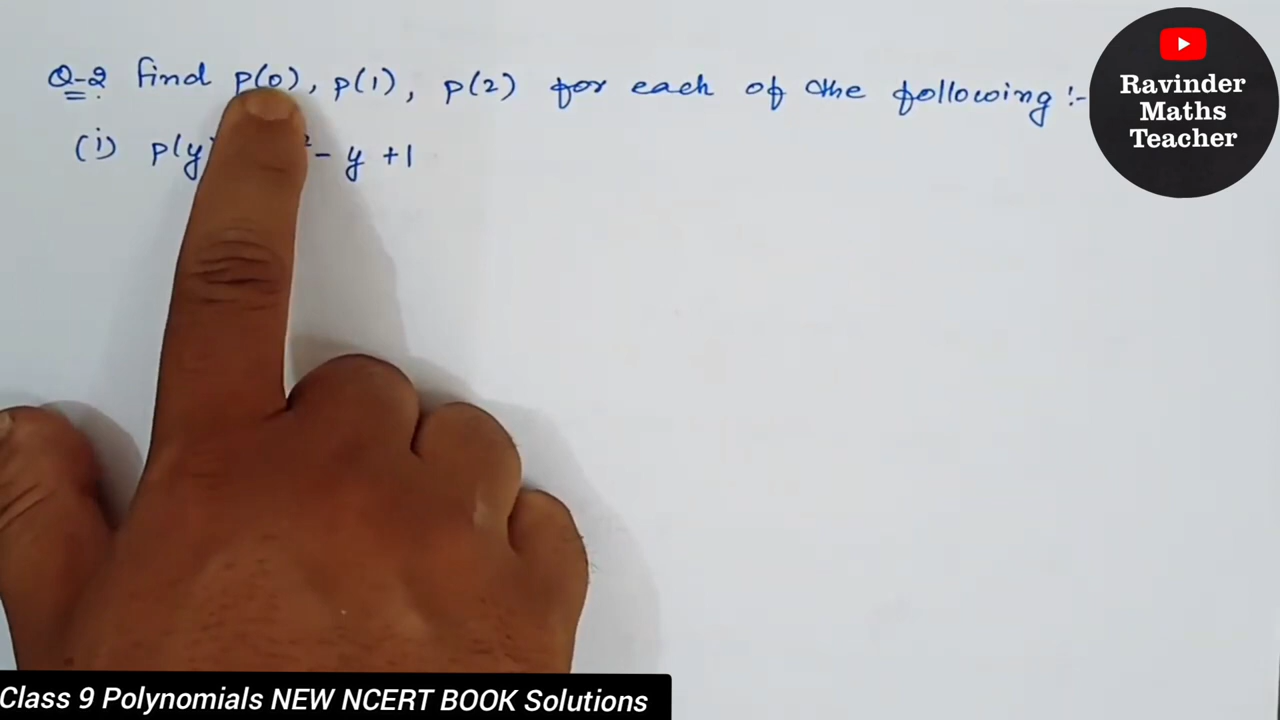 Q-2 find p(0), p(1), p(2) for each of the following :-
(i) p(y) ² - y + 1
Ravinder
Maths
Teacher
Class 9 Polynomials NEW NCERT BOOK Solutions